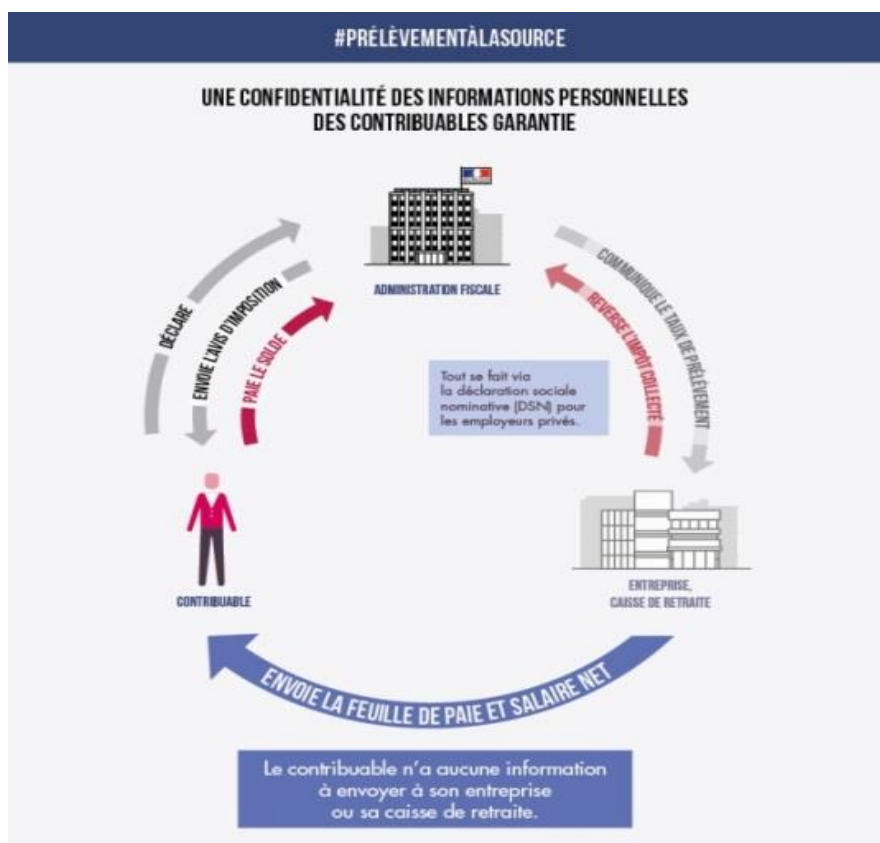 #PRÉLÈVEMENTÀLASOURCE
UNE CONFIDENTIALITÉ DES INFORMATIONS PERSONNELLES
DES CONTRIBUABLES GARANTIE
ADMINISTRATION FISCALE
DÉCLARE
ENVOIE L'AVIS D'IMPOSITION
PAIE LE SOLDE
COMMUNIQUE LE TAUX DE PRÉLÈVEMENT
REVERSE L'IMPÔT COLLECTÉ
Tout se fait via
la déclaration sociale
nominative (DSN) pour
les employeurs privés.
CONTRIBUABLE
ENTREPRISE,
CAISSE DE RETRAITE
ENVOIE LA FEUILLE DE PAIE ET SALAIRE NET
Le contribuable n'a aucune information
à envoyer à son entreprise
ou sa caisse de retraite.